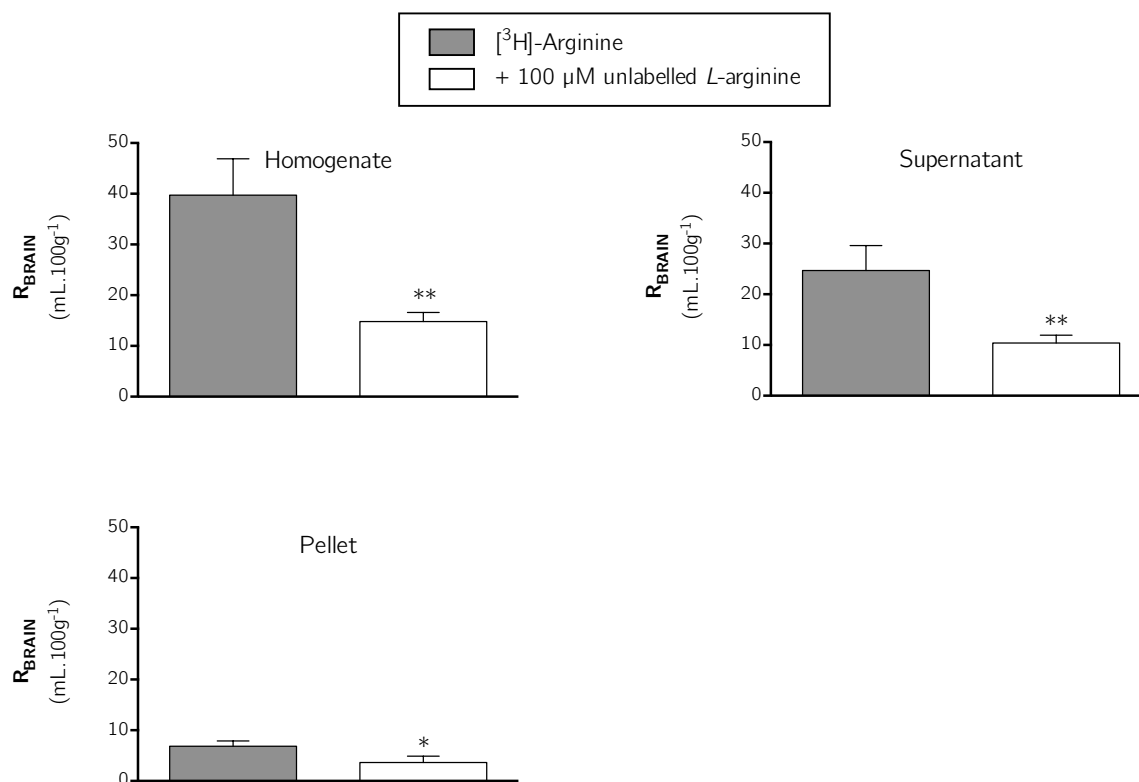 [³H]-Arginine
+ 100 µM unlabelled L-arginine
Homogenate
50
40
30
20
10
0
R_BRAIN
(mL.100g⁻¹)
**
Supernatant
50
40
30
20
10
0
R_BRAIN
(mL.100g⁻¹)
**
Pellet
50
40
30
20
10
0
R_BRAIN
(mL.100g⁻¹)
*